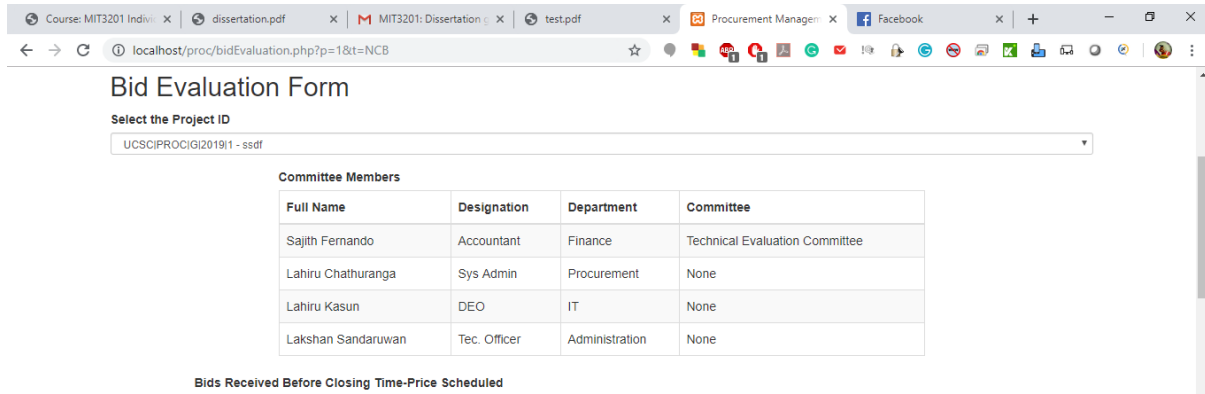 Course: MIT3201 Indivi
dissertation.pdf
MIT3201: Dissertation g
test.pdf
Procurement Managem
Facebook
localhost/proc/bidEvaluation.php?p=1&t=NCB
ABP
1
1
Bid Evaluation Form
Select the Project ID
UCSC|PROC|G|2019|1 - ssdf
Committee Members
Full Name Designation Department Committee
Sajith Fernando Accountant Finance Technical Evaluation Committee
Lahiru Chathuranga Sys Admin Procurement None
Lahiru Kasun DEO IT None
Lakshan Sandaruwan Tec. Officer Administration None
Bids Received Before Closing Time-Price Scheduled